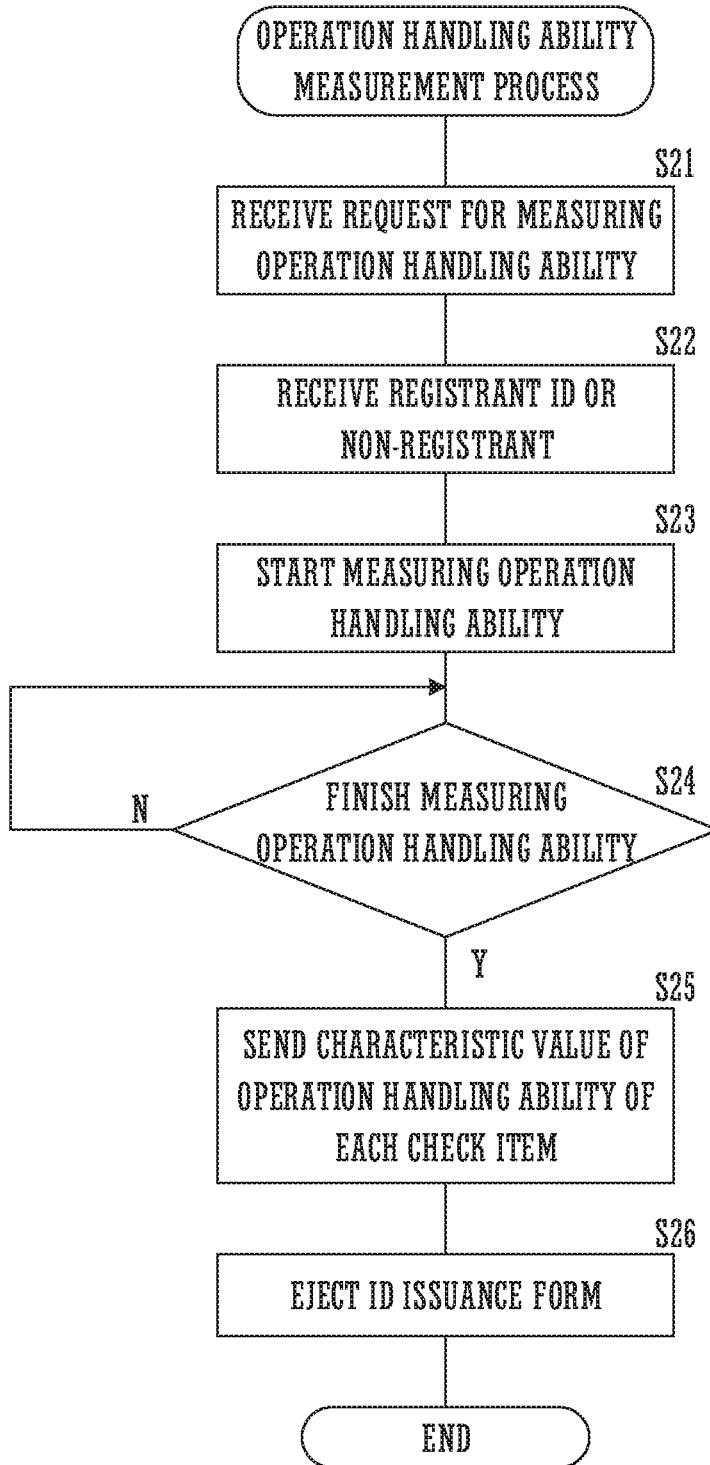 OPERATION HANDLING ABILITY
MEASUREMENT PROCESS
S21
RECEIVE REQUEST FOR MEASURING
OPERATION HANDLING ABILITY
S22
RECEIVE REGISTRANT ID OR
NON-REGISTRANT
S23
START MEASURING OPERATION
HANDLING ABILITY
S24
FINISH MEASURING
OPERATION HANDLING ABILITY
N
Y
S25
SEND CHARACTERISTIC VALUE OF
OPERATION HANDLING ABILITY OF
EACH CHECK ITEM
S26
EJECT ID ISSUANCE FORM
END